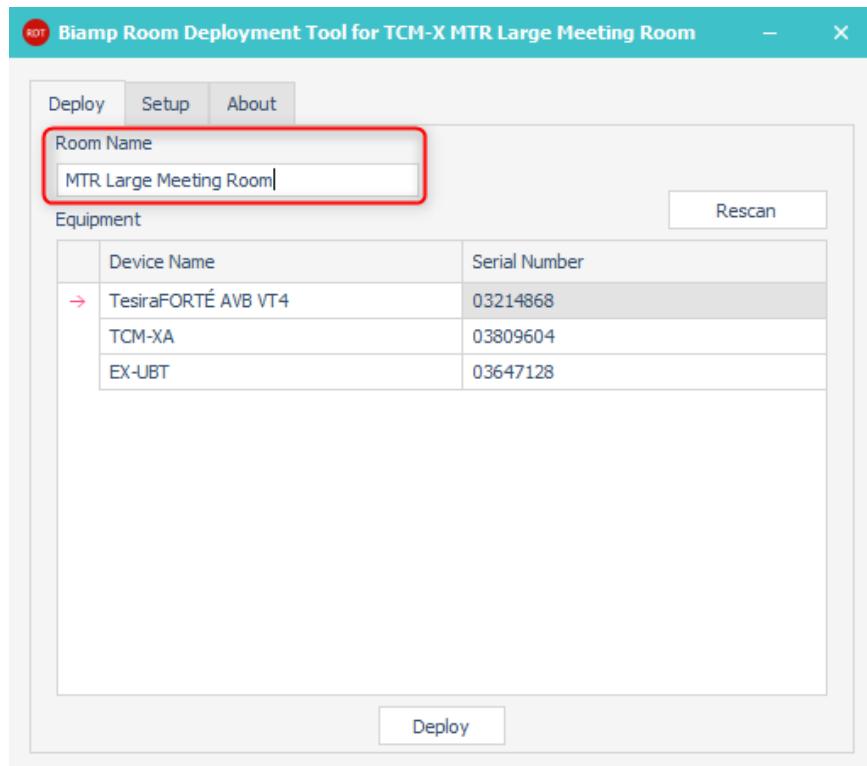 RDT Biamp Room Deployment Tool for TCM-X MTR Large Meeting Room
Deploy Setup About
Room Name
MTR Large Meeting Room
Rescan
Equipment
Device Name Serial Number
TesiraFORTÉ AVB VT4 03214868
TCM-XA 03809604
EX-UBT 03647128
Deploy